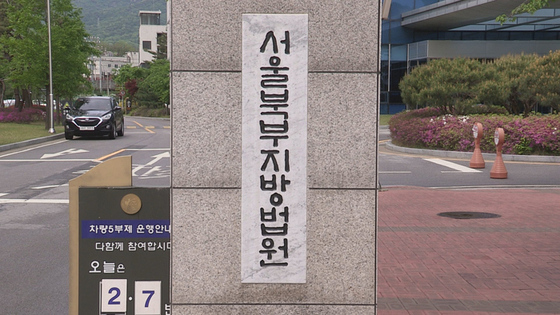 서울북부지방법원
차량5부제 운행안내
다함께 참여합시다
오늘은
2 · 7